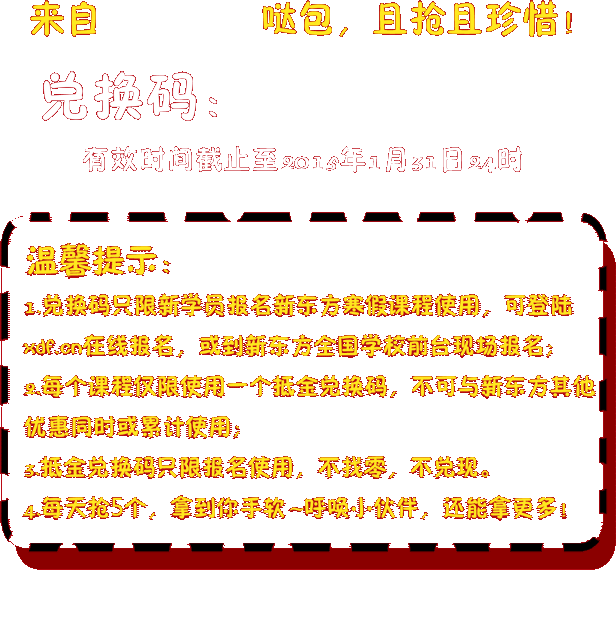 来自 哒包，且抢且珍惜！
兑换码：
有效时间截止至2013年1月31日24时
温馨提示：
1.兑换码只限新学员报名新东方寒假课程使用，可登陆
xdf.cn在线报名，或到新东方全国学校前台现场报名；
2.每个课程仅限使用一个抵金兑换码，不可与新东方其他
优惠同时或累计使用；
3.抵金兑换码只限报名使用，不找零，不兑现。
4.每天抢5个，拿到你手软~呼唤小伙伴，还能拿更多！